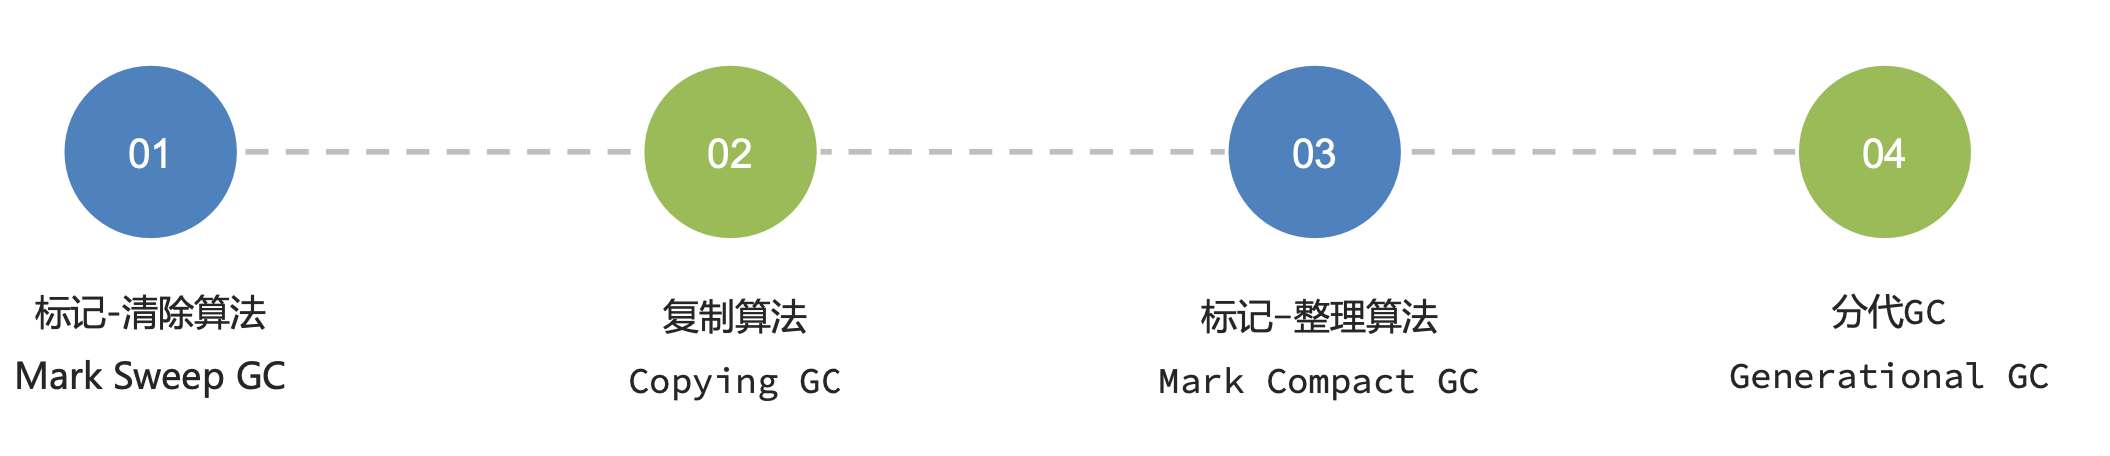 01
02
03
04
标记-清除算法
Mark Sweep GC
复制算法
Copying GC
标记-整理算法
Mark Compact GC
分代GC
Generational GC